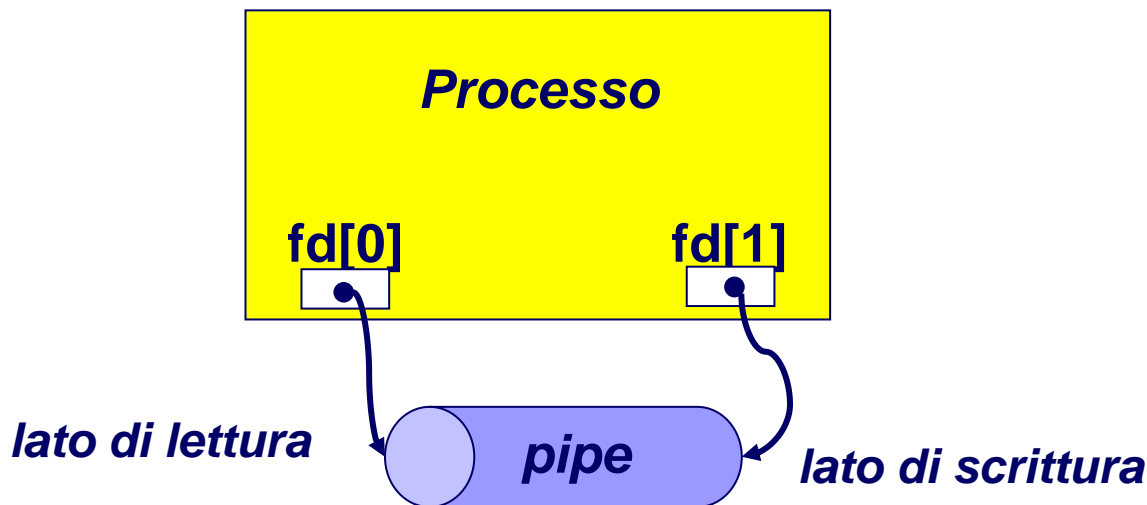 Processo
fd[0]
fd[1]
lato di lettura
pipe
lato di scrittura